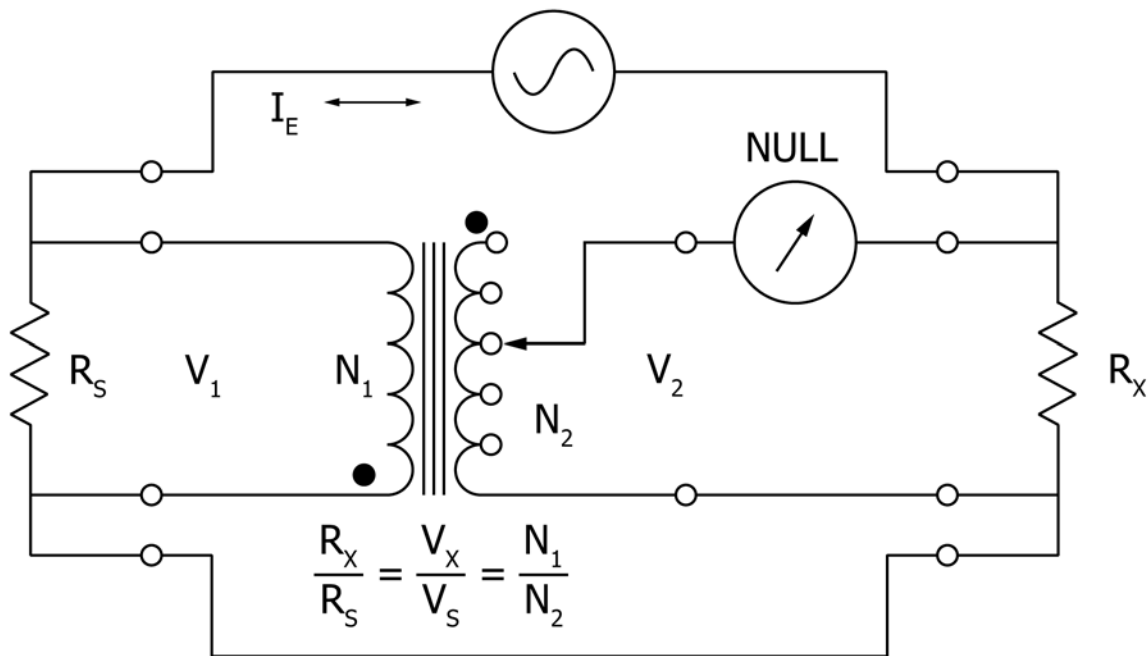 I_E
NULL
R_S V_1 N_1 N_2 V_2 R_X
R_X / R_S = V_X / V_S = N_1 / N_2